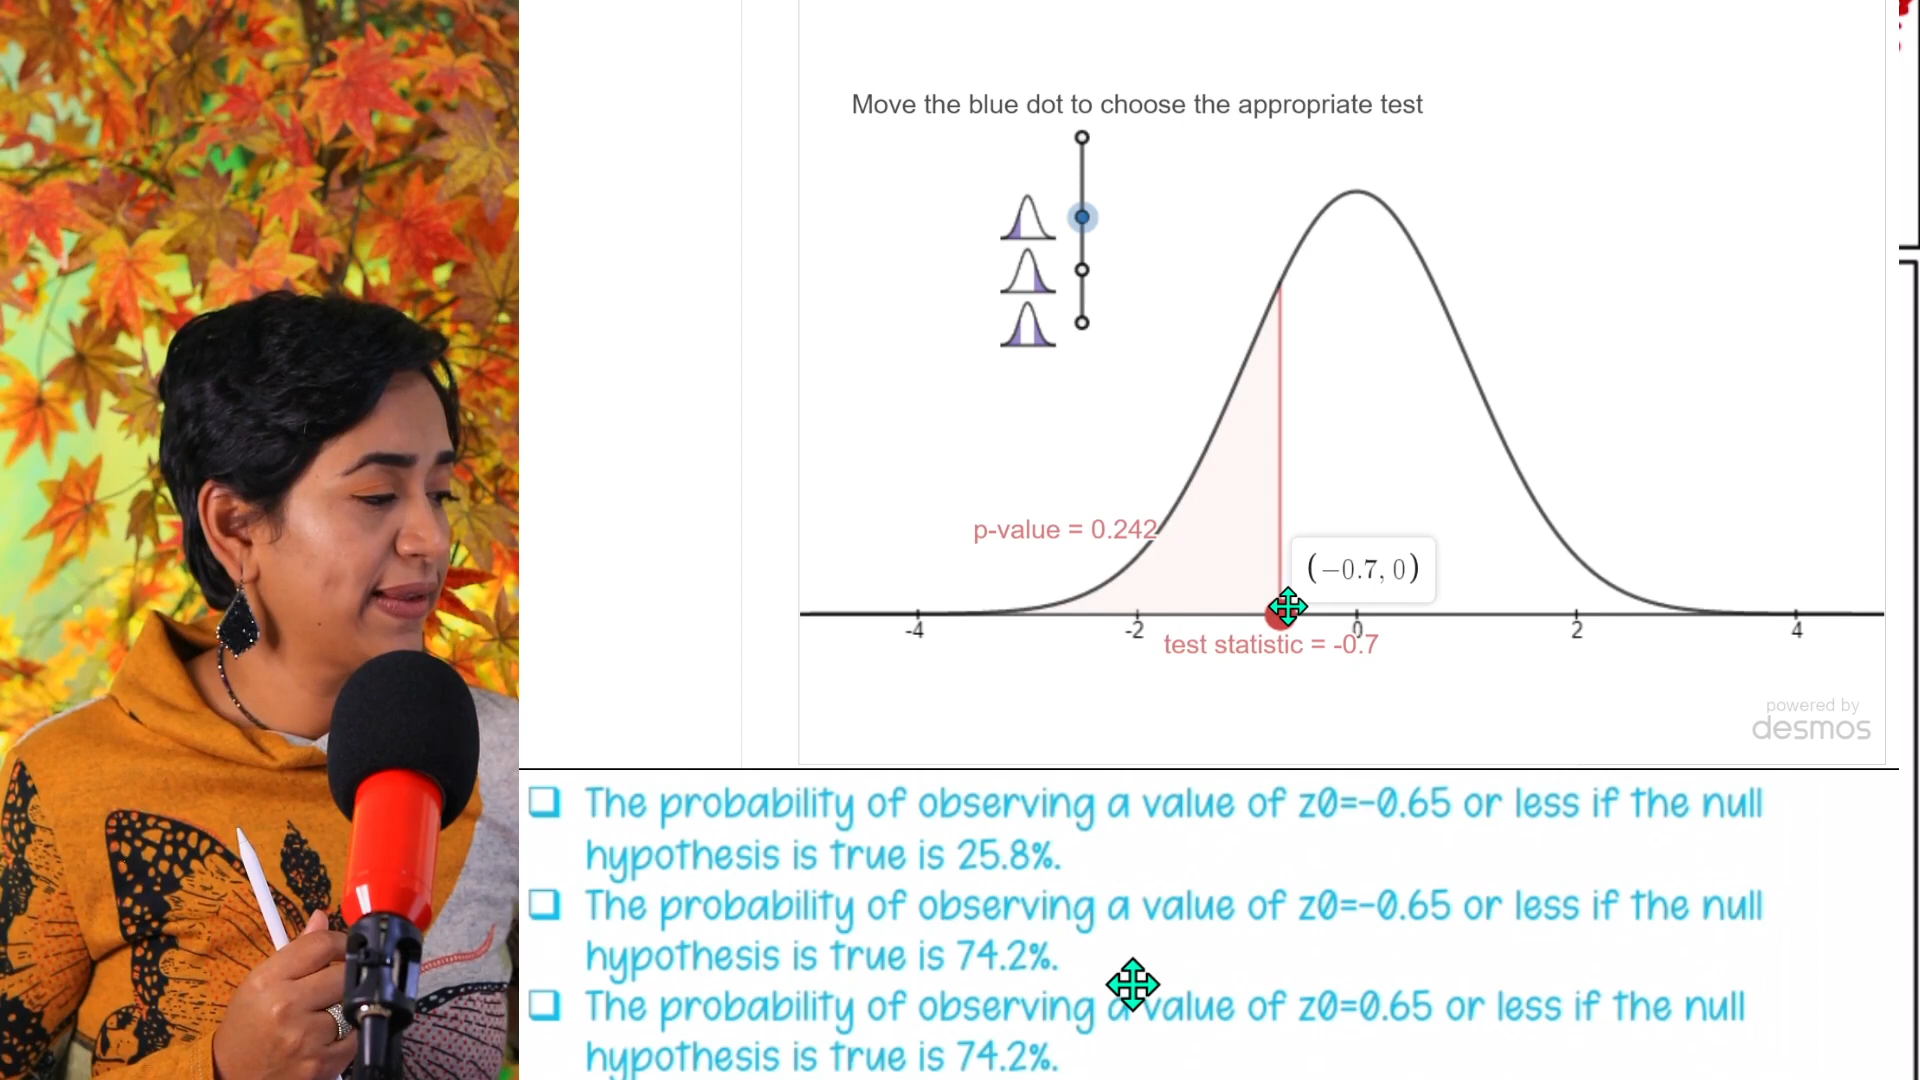 Move the blue dot to choose the appropriate test
p-value = 0.242
(−0.7, 0)
-4 -2 0 2 4
test statistic = -0.7
powered by
desmos
❑ The probability of observing a value of z0=-0.65 or less if the null
hypothesis is true is 25.8%.
❑ The probability of observing a value of z0=-0.65 or less if the null
hypothesis is true is 74.2%.
❑ The probability of observing a value of z0=0.65 or less if the null
hypothesis is true is 74.2%.